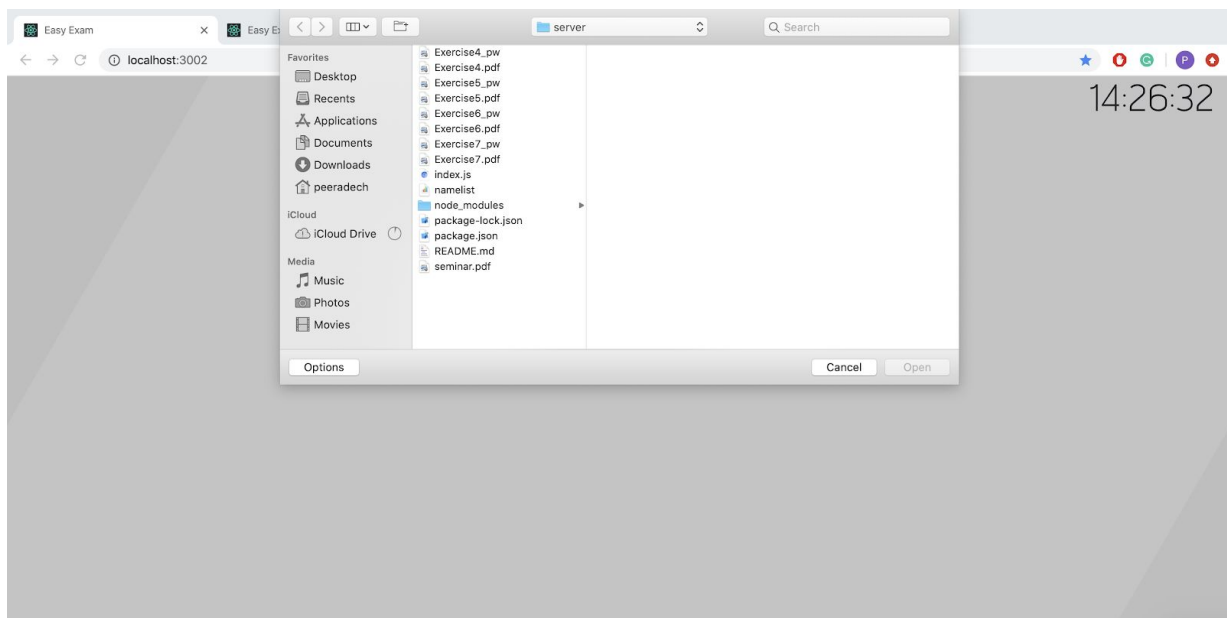 Easy Exam
Easy E
server
Search
localhost:3002
14:26:32
Favorites
Desktop
Recents
Applications
Documents
Downloads
peeradech
iCloud
iCloud Drive
Media
Music
Photos
Movies
Exercise4_pw
Exercise4.pdf
Exercise5_pw
Exercise5.pdf
Exercise6_pw
Exercise6.pdf
Exercise7_pw
Exercise7.pdf
index.js
namelist
node_modules
package-lock.json
package.json
README.md
seminar.pdf
P
Options
Cancel
Open